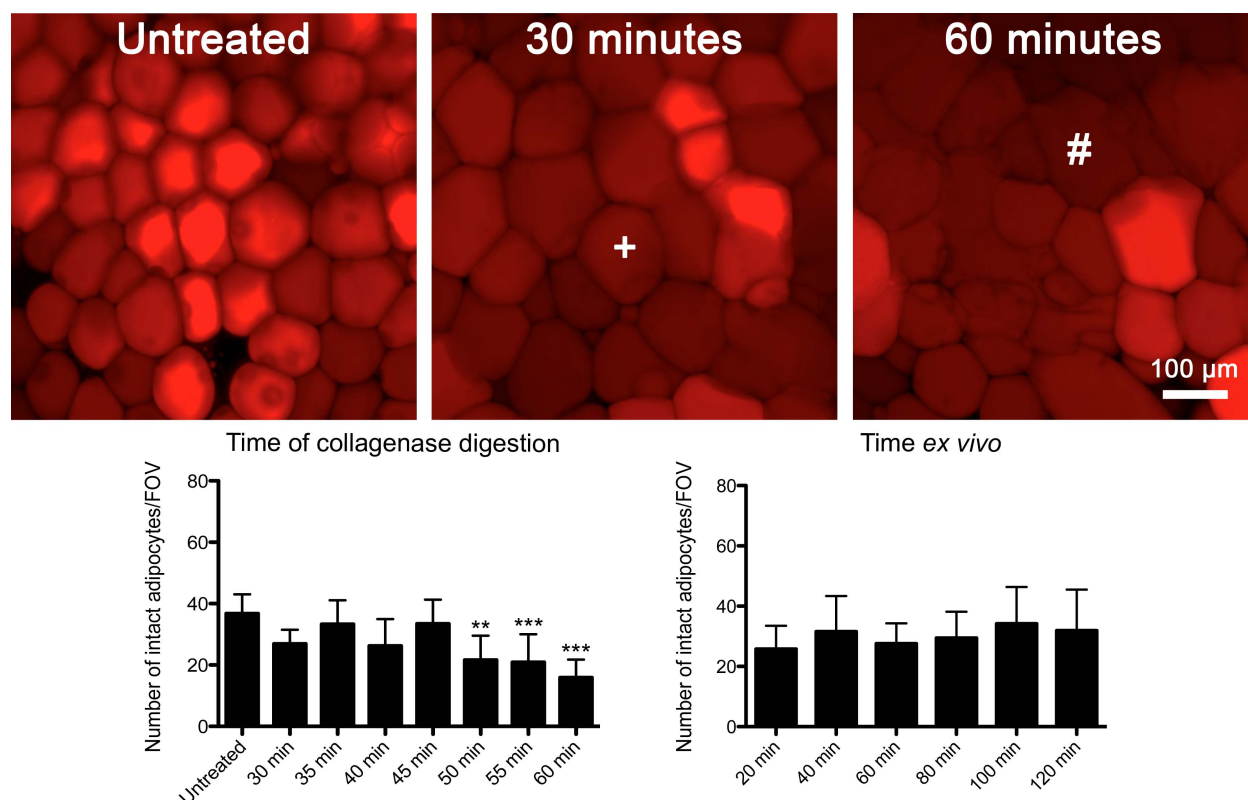 Untreated
30 minutes
60 minutes
+
#
100 µm
Time of collagenase digestion
Number of intact adipocytes/FOV
80
60
40
20
0
**
***
***
Untreated
30 min
35 min
40 min
45 min
50 min
55 min
60 min
Time ex vivo
Number of intact adipocytes/FOV
80
60
40
20
0
20 min
40 min
60 min
80 min
100 min
120 min